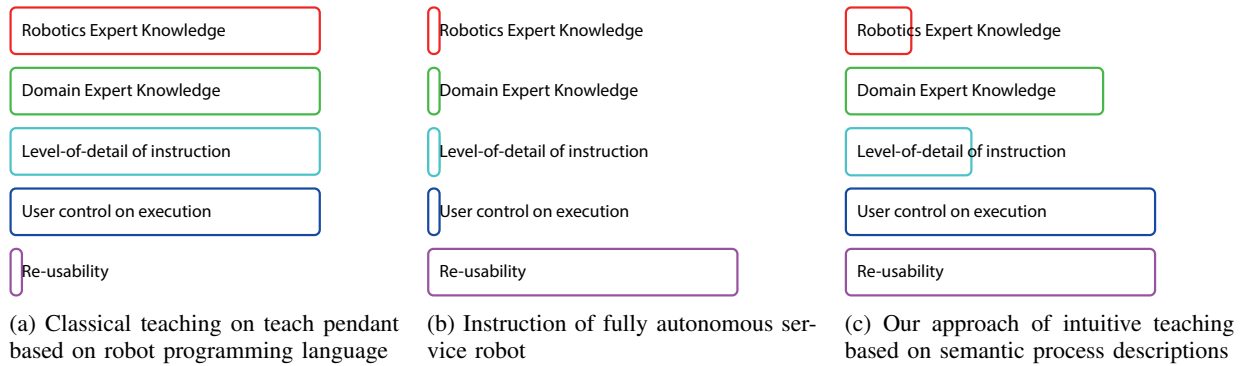 Robotics Expert Knowledge
Domain Expert Knowledge
Level-of-detail of instruction
User control on execution
Re-usability
(a) Classical teaching on teach pendant
based on robot programming language
Robotics Expert Knowledge
Domain Expert Knowledge
Level-of-detail of instruction
User control on execution
Re-usability
(b) Instruction of fully autonomous ser-
vice robot
Robotics Expert Knowledge
Domain Expert Knowledge
Level-of-detail of instruction
User control on execution
Re-usability
(c) Our approach of intuitive teaching
based on semantic process descriptions